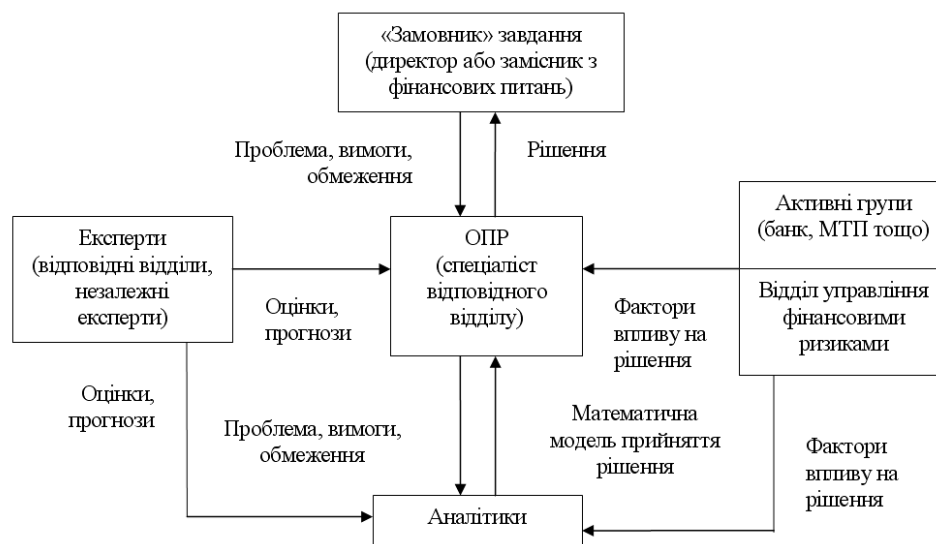 «Замовник» завдання
(директор або замісник з
фінансових питань)
Проблема, вимоги,
обмеження
Рішення
Експерти
(відповідні відділи,
незалежні
експерти)
ОПР
(спеціаліст
відповідного
відділу)
Активні групи
(банк, МТП тощо)
Відділ управління
фінансовими
ризиками
Оцінки,
прогнози
Фактори
впливу на
рішення
Оцінки,
прогнози
Проблема, вимоги,
обмеження
Математична
модель прийняття
рішення
Фактори
впливу на
рішення
Аналітики